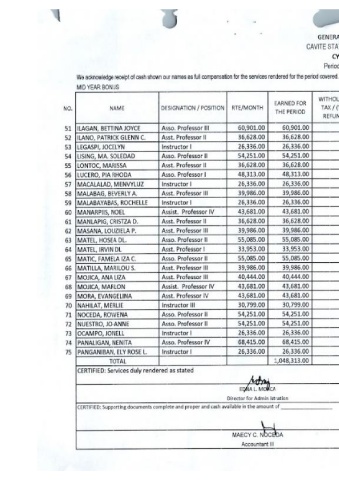 GENERA
CAVITE STAT
CY
Period
We acknowledge receipt of cash shown our names as full compensation for the services rendered for the period covered.
MID YEAR BONUS
NO. NAME DESIGNATION / POSITION RTE/MONTH EARNED FOR THE PERIOD WITHOL TAX / ( REFUN
51 ILAGAN, BETTINA JOYCE Asso. Professor III 60,901.00 60,901.00
52 ILANO, PATRICK GLENN C. Asst. Professor II 36,628.00 36,628.00
53 LEGASPI, JOCELYN Instructor I 26,336.00 26,336.00
54 LISING, MA. SOLEDAD Asso. Professor II 54,251.00 54,251.00
55 LONTOC, MARISSA Asst. Professor II 36,628.00 36,628.00
56 LUCERO, PIA RHODA Asso. Professor I 48,313.00 48,313.00
57 MACALALAD, MENVYLUZ Instructor I 26,336.00 26,336.00
58 MALABAG, BEVERLY A. Asst. Professor III 39,986.00 39,986.00
59 MALABAYABAS, ROCHELLE Instructor I 26,336.00 26,336.00
60 MANARPIIS, NOEL Assist. Professor IV 43,681.00 43,681.00
61 MANLAPIG, CRISTZA D. Asst. Professor II 36,628.00 36,628.00
62 MASANA, LOUZIELA P. Asst. Professor III 39,986.00 39,986.00
63 MATEL, HOSEA DL. Asso. Professor II 55,085.00 55,085.00
64 MATEL, IRVIN DL. Asst. Professor I 33,953.00 33,953.00
65 MATIC, FAMELA IZA C. Asso. Professor II 55,085.00 55,085.00
66 MATILLA, MARILOU S. Asst. Professor III 39,986.00 39,986.00
67 MOJICA, ANA LIZA Asst. Professor III 40,444.00 40,444.00
68 MOJICA, MARLON Assist. Professor IV 43,681.00 43,681.00
69 MORA, EVANGELINA Asst. Professor IV 43,681.00 43,681.00
70 NAHILAT, MERLIE Instructor III 30,799.00 30,799.00
71 NOCEDA, ROWENA Asso. Professor II 54,251.00 54,251.00
72 NUESTRO, JO-ANNE Asso. Professor II 54,251.00 54,251.00
73 OCAMPO, JONELL Instructor I 26,336.00 26,336.00
74 PANALIGAN, NENITA Asso. Professor IV 68,415.00 68,415.00
75 PANGANIBAN, ELY ROSE L. Instructor I 26,336.00 26,336.00
TOTAL 1,048,313.00
CERTIFIED: Services duly rendered as stated
EDNA L. MOJICA
Director for Admin istration
CERTIFIED: Supporting documents complete and proper and cash available in the amount of
MAECY C. NOCEDA
Accountant II